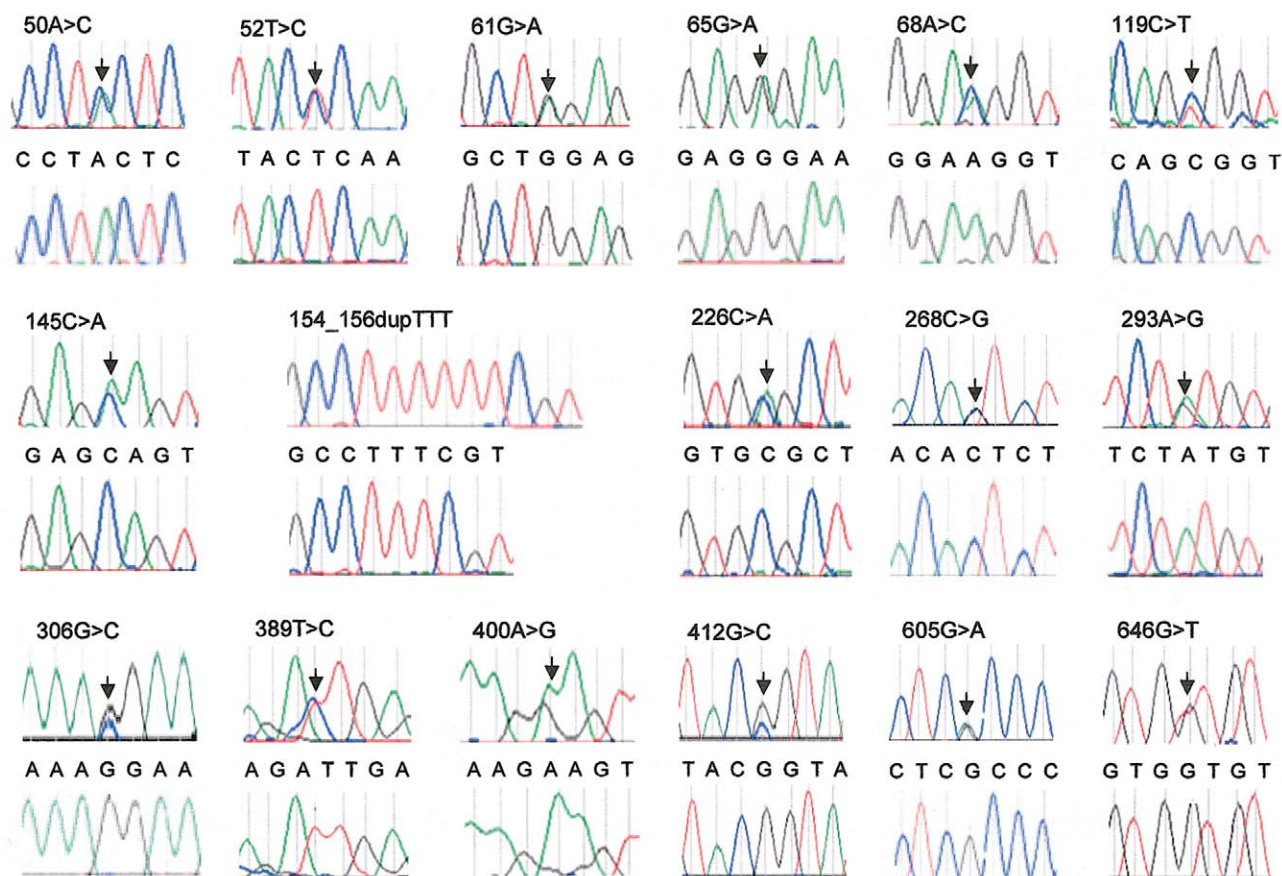 50A>C 52T>C 61G>A 65G>A 68A>C 119C>T
C C T A C T C T A C T C A A G C T G G A G G A G G G A A G G A A G G T C A G C G G T
145C>A 154_156dupTTT 226C>A 268C>G 293A>G
G A G C A G T G C C T T T C G T G T G C G C T A C A C T C T T C T A T G T
306G>C 389T>C 400A>G 412G>C 605G>A 646G>T
A A A G G A A A G A T T G A A A G A A G T T A C G G T A C T C G C C C G T G G T G T